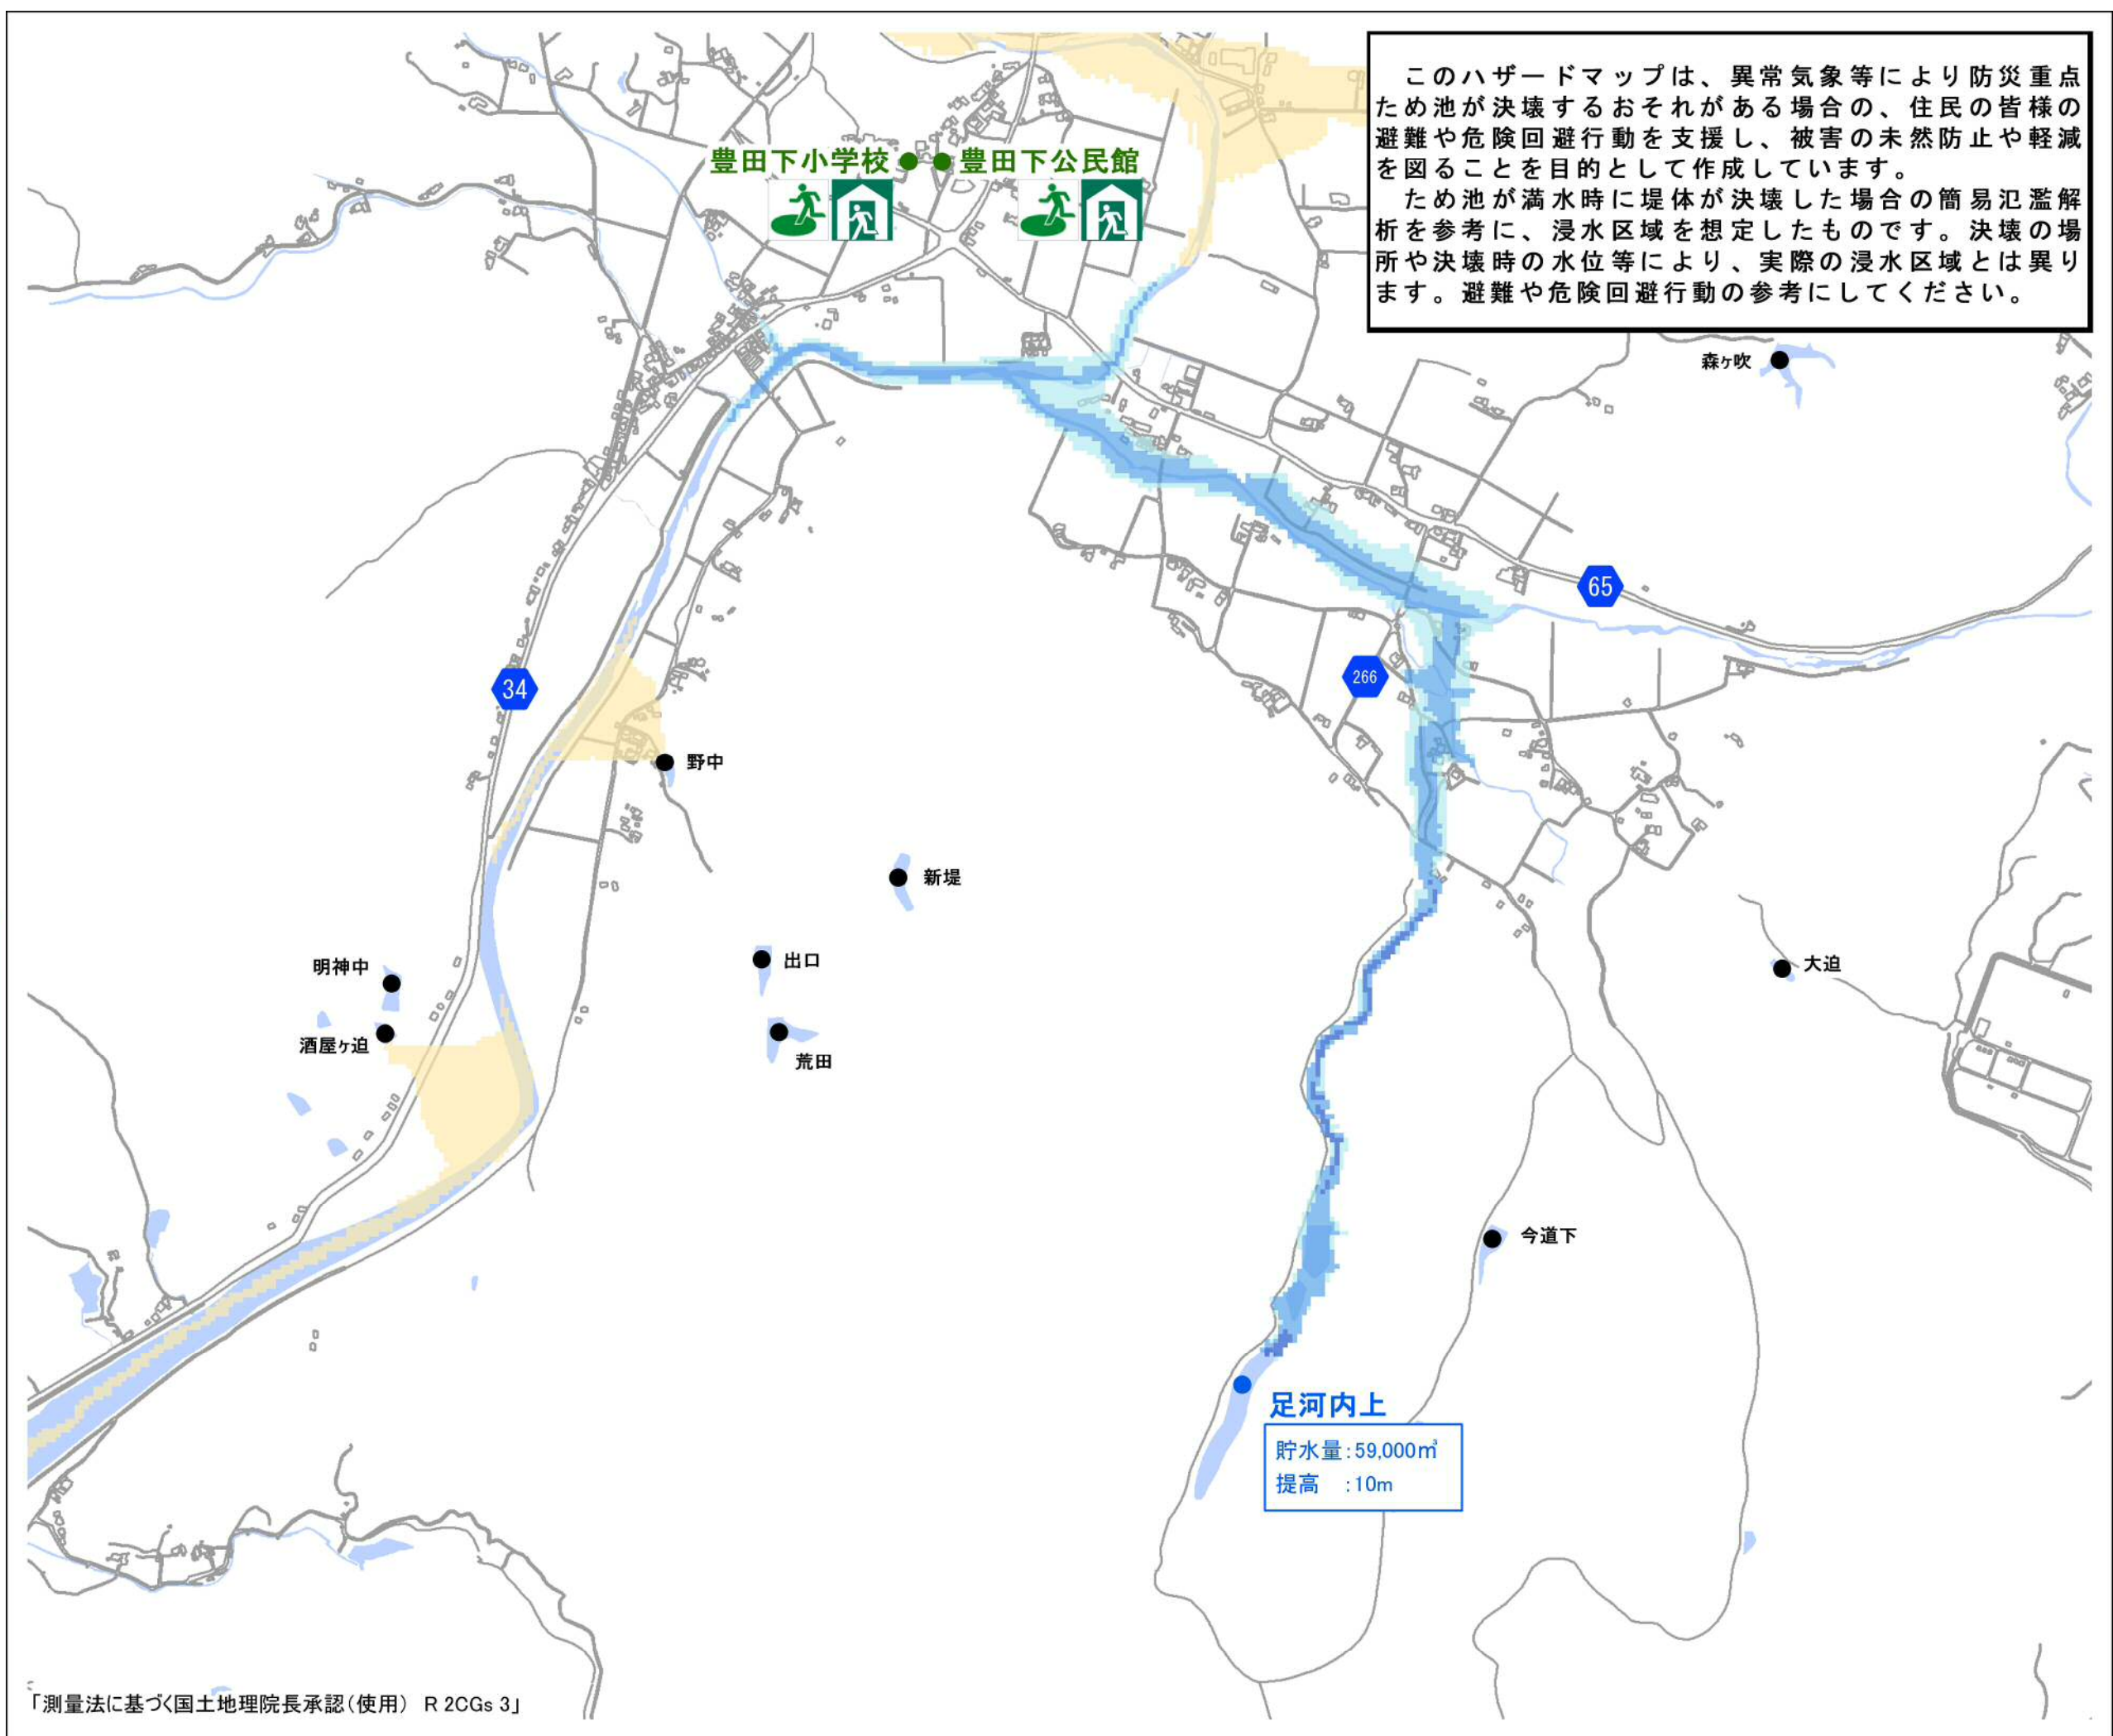 このハザードマップは、異常気象等により防災重点
ため池が決壊するおそれがある場合の、住民の皆様の
避難や危険回避行動を支援し、被害の未然防止や軽減
を図ることを目的として作成しています。
ため池が満水時に堤体が決壊した場合の簡易氾濫解
析を参考に、浸水区域を想定したものです。決壊の場
所や決壊時の水位等により、実際の浸水区域とは異り
ます。避難や危険回避行動の参考にしてください。
豊田下小学校
豊田下公民館
森ヶ吹
65
266
34
野中
新堤
出口
明神中
大迫
酒屋ヶ迫
荒田
今道下
足河内上
貯水量:59,000㎥
提高 :10m
「測量法に基づく国土地理院長承認(使用) R 2CGs 3」